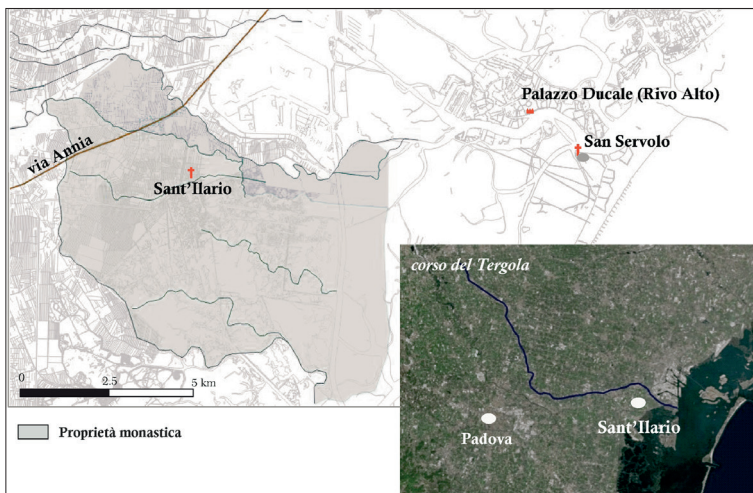 Palazzo Ducale (Rivo Alto)
San Servolo
via Annia
Sant'Ilario
corso del Tergola
0
2.5
5 km
Padova
Sant'Ilario
Proprietà monastica